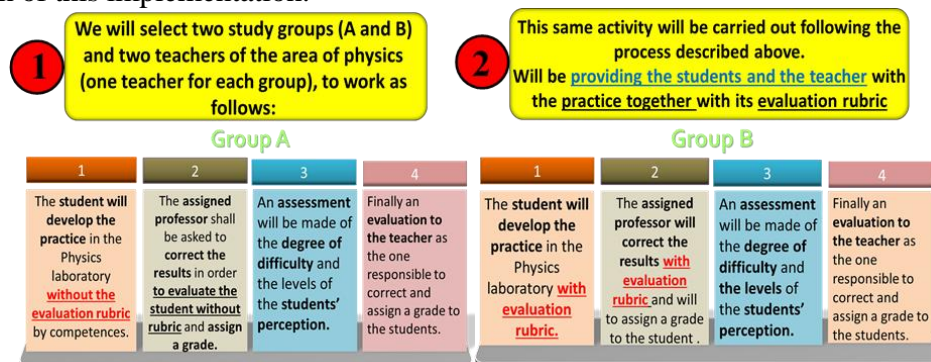 n of this implementation.
1
We will select two study groups (A and B)
and two teachers of the area of physics
(one teacher for each group), to work as
follows:
2
This same activity will be carried out following the
process described above.
Will be providing the students and the teacher with
the practice together with its evaluation rubric
Group A
1
The student will
develop the
practice in the
Physics
laboratory
without the
evaluation rubric
by competences.
2
The assigned
professor shall
be asked to
correct the
results in order
to evaluate the
student without
rubric and assign
a grade.
3
An assessment
will be made of
the degree of
difficulty and
the levels of
the students'
perception.
4
Finally an
evaluation to
the teacher as
the one
responsible to
correct and
assign a grade to
the students.
Group B
1
The student will
develop the
practice in the
Physics
laboratory with
evaluation
rubric.
2
The assigned
professor will
correct the
results with
evaluation
rubric and will
to assign a grade
to the student .
3
An assessment
will be made of
the degree of
difficulty and
the levels of
the students'
perception.
4
Finally an
evaluation to
the teacher as
the one
responsible to
correct and
assign a grade to
the students.